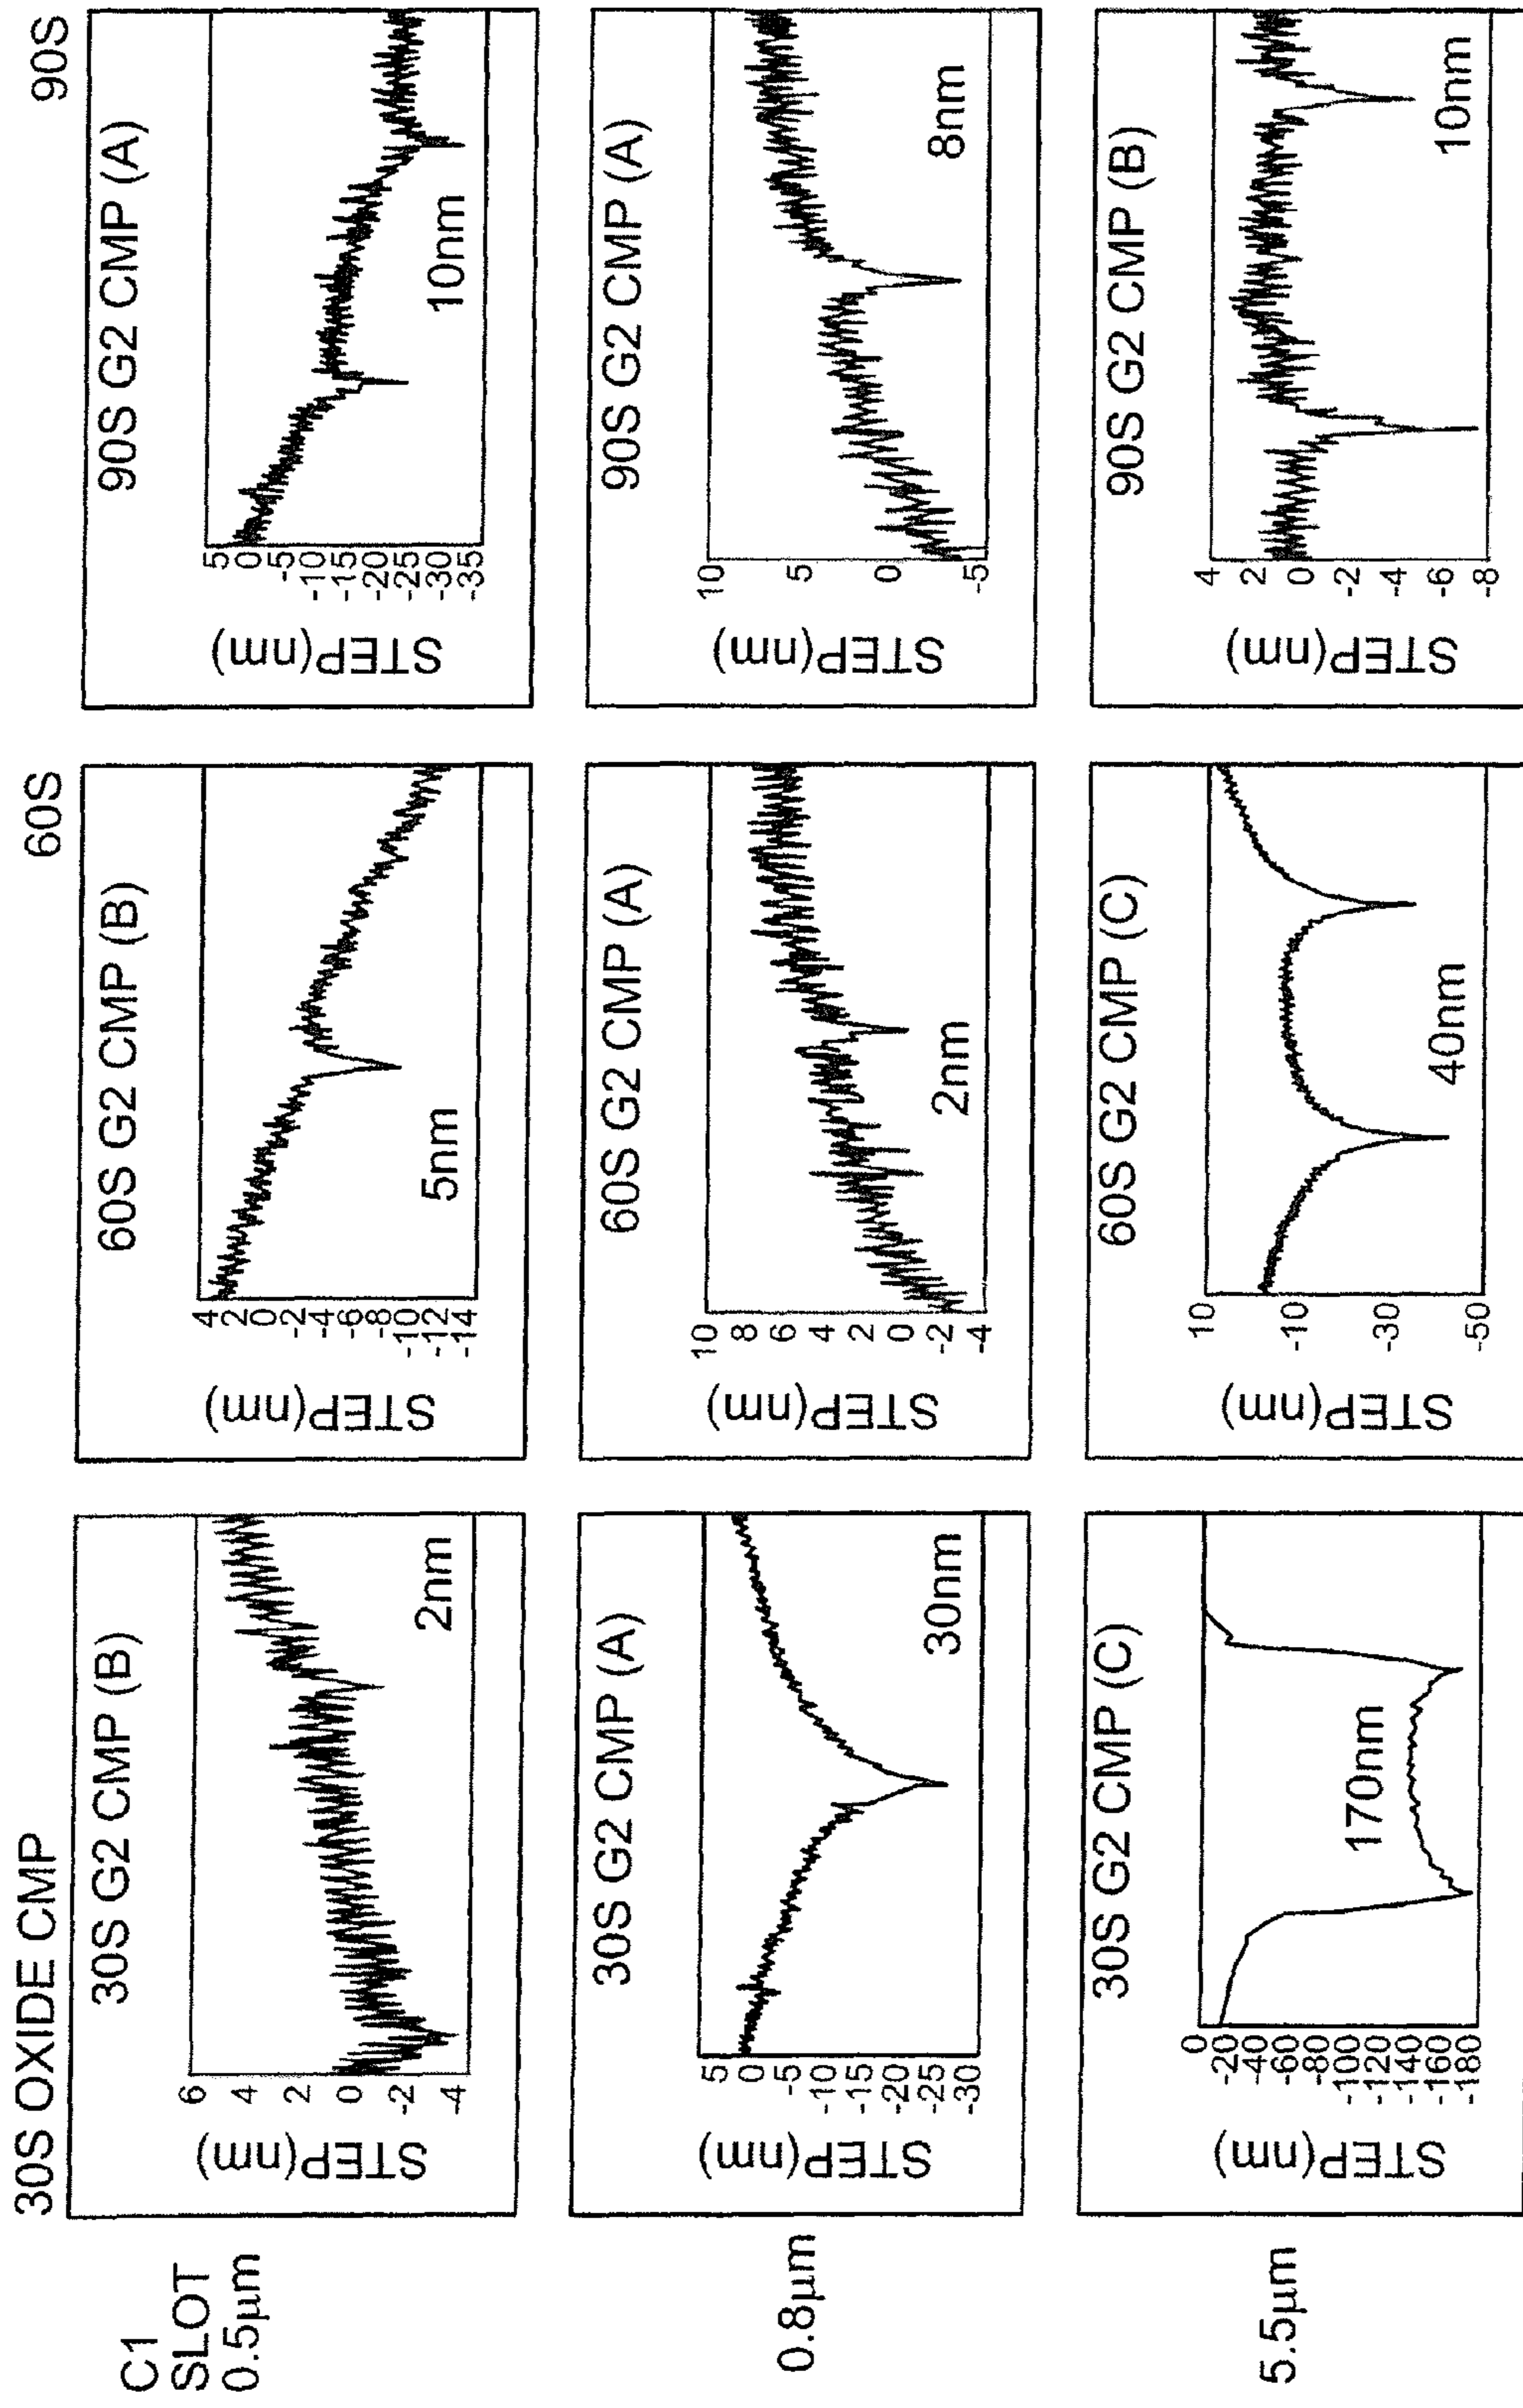 30S OXIDE CMP
60S
90S
C1
SLOT
0.5μm
30S G2 CMP (B)
STEP(nm)
6
4
2
0
-2
-4
2nm
60S G2 CMP (B)
STEP(nm)
4
2
0
-2
-4
-6
-8
-10
-12
-14
5nm
90S G2 CMP (A)
STEP(nm)
5
0
-5
-10
-15
-20
-25
-30
-35
10nm
0.8μm
30S G2 CMP (A)
STEP(nm)
5
0
-5
-10
-15
-20
-25
-30
30nm
60S G2 CMP (A)
STEP(nm)
10
8
6
4
2
0
-2
-4
2nm
90S G2 CMP (A)
STEP(nm)
10
5
0
-5
8nm
5.5μm
30S G2 CMP (C)
STEP(nm)
0
-20
-40
-60
-80
-100
-120
-140
-160
-180
170nm
60S G2 CMP (C)
STEP(nm)
10
-10
-30
-50
40nm
90S G2 CMP (B)
STEP(nm)
4
2
0
-2
-4
-6
-8
10nm